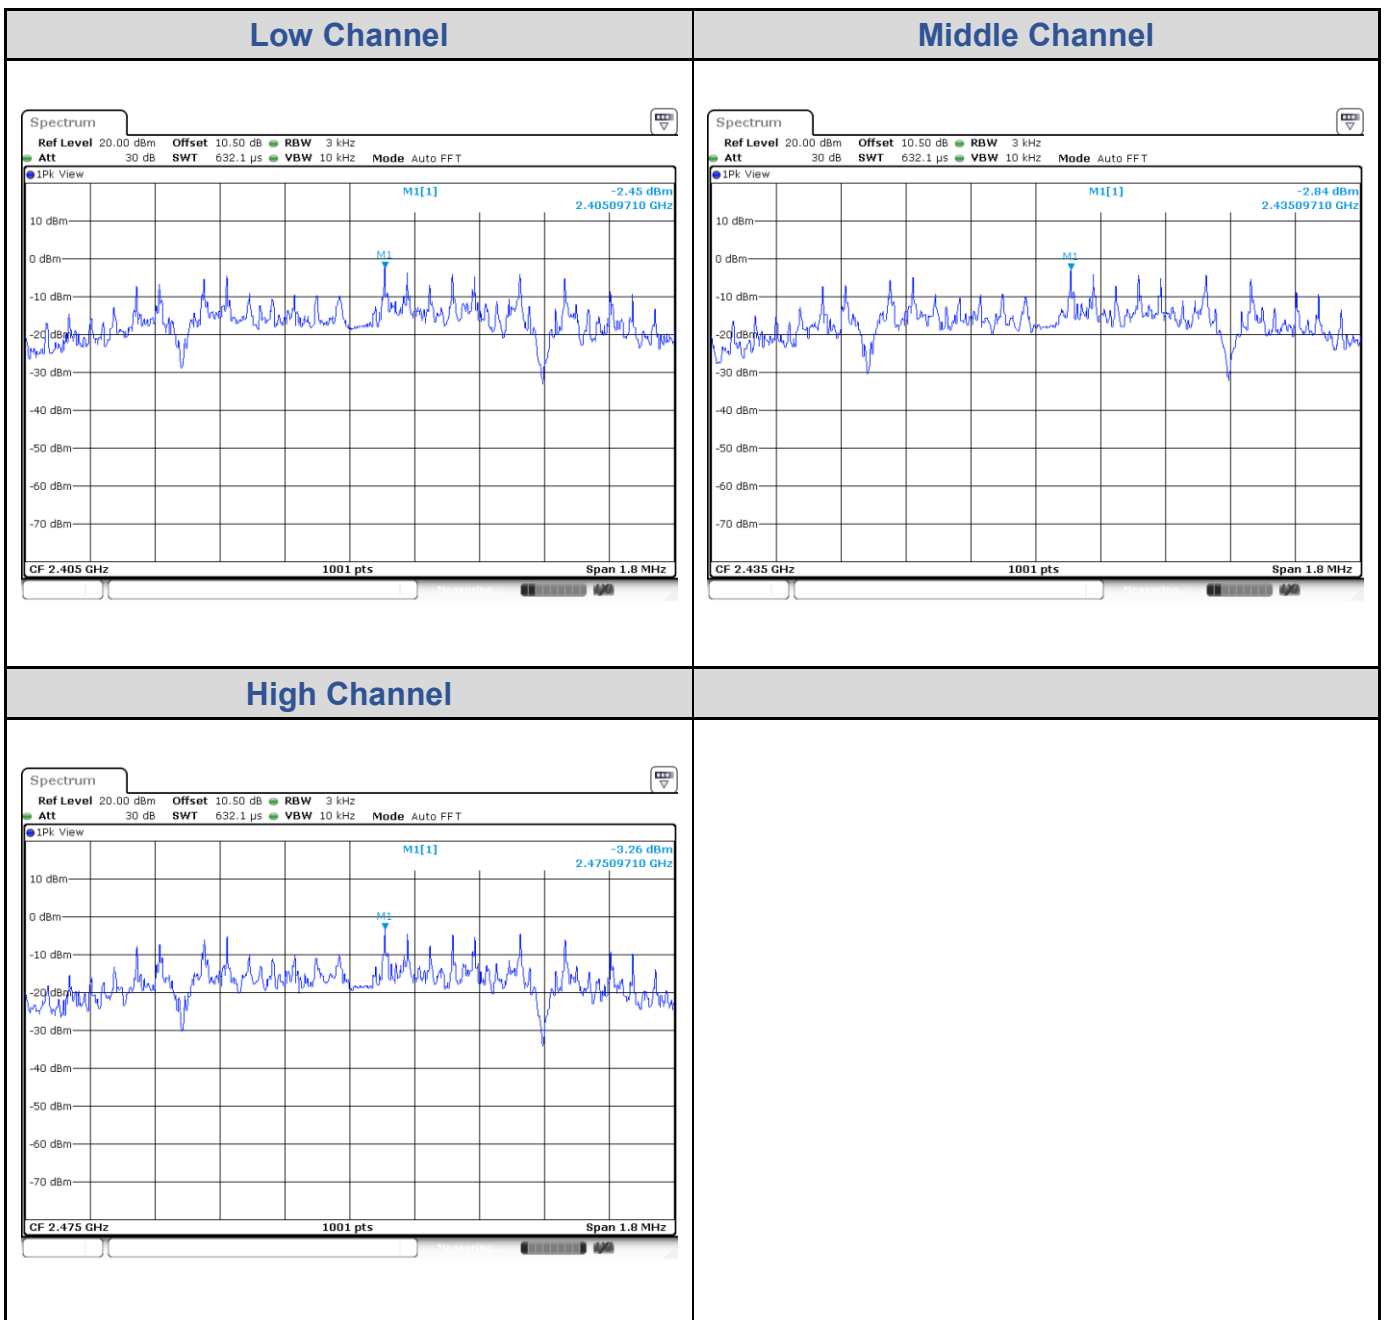 Low Channel
Middle Channel
Spectrum
Ref Level 20.00 dBm Offset 10.50 dB RBW 3 kHz
Att 30 dB SWT 632.1 µs VBW 10 kHz Mode Auto FFT
1Pk View
M1[1] -2.45 dBm
2.40509710 GHz
10 dBm
M1
0 dBm
-10 dBm
-20 dBm
-30 dBm
-40 dBm
-50 dBm
-60 dBm
-70 dBm
CF 2.405 GHz 1001 pts Span 1.8 MHz
Measuring...
Spectrum
Ref Level 20.00 dBm Offset 10.50 dB RBW 3 kHz
Att 30 dB SWT 632.1 µs VBW 10 kHz Mode Auto FFT
1Pk View
M1[1] -2.84 dBm
2.43509710 GHz
10 dBm
M1
0 dBm
-10 dBm
-20 dBm
-30 dBm
-40 dBm
-50 dBm
-60 dBm
-70 dBm
CF 2.435 GHz 1001 pts Span 1.8 MHz
Measuring...
High Channel
Spectrum
Ref Level 20.00 dBm Offset 10.50 dB RBW 3 kHz
Att 30 dB SWT 632.1 µs VBW 10 kHz Mode Auto FFT
1Pk View
M1[1] -3.26 dBm
2.47509710 GHz
10 dBm
M1
0 dBm
-10 dBm
-20 dBm
-30 dBm
-40 dBm
-50 dBm
-60 dBm
-70 dBm
CF 2.475 GHz 1001 pts Span 1.8 MHz
Measuring...